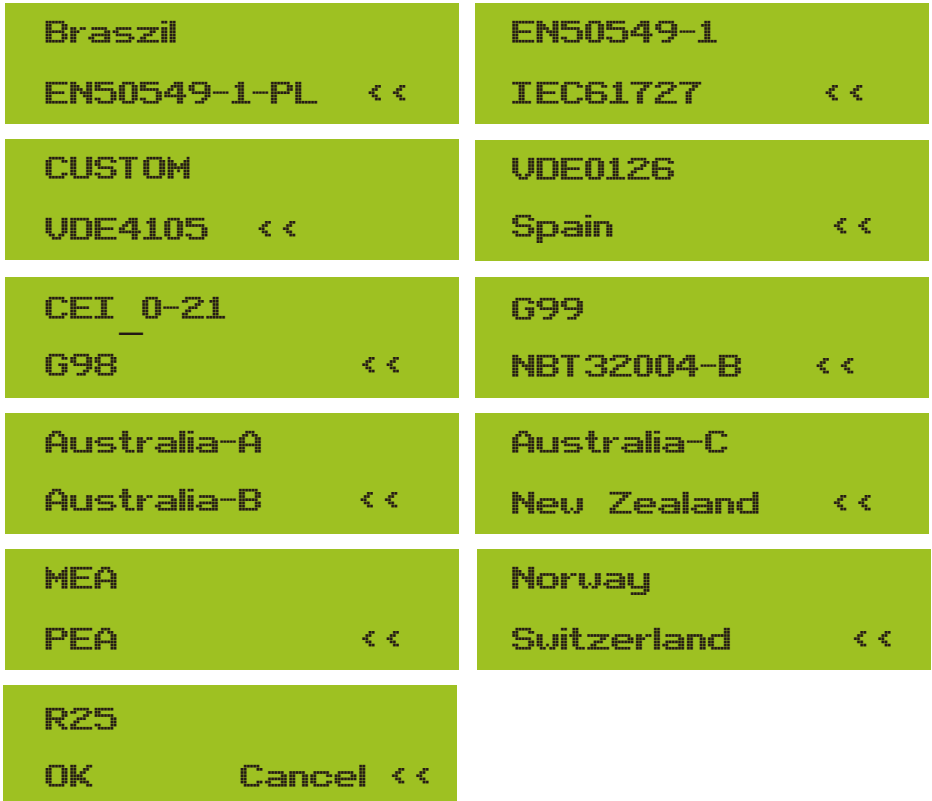 Braszil
EN50549-1-PL <<
EN50549-1
IEC61727 <<
CUSTOM
VDE4105 <<
VDE0126
Spain <<
CEI_0-21
G98 <<
G99
NBT32004-B <<
Australia-A
Australia-B <<
Australia-C
New Zealand <<
MEA
PEA <<
Norway
Switzerland <<
R25
OK Cancel <<